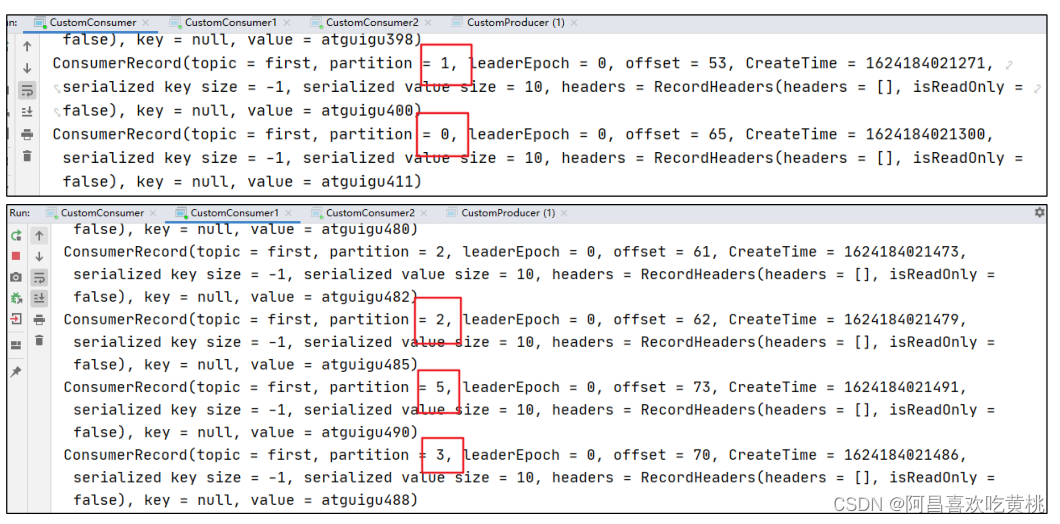 un: CustomConsumer × CustomConsumer1 × CustomConsumer2 × CustomProducer (1) ×
false), key = null, value = atguigu398)
ConsumerRecord(topic = first, partition = 1, leaderEpoch = 0, offset = 53, CreateTime = 1624184021271,
serialized key size = -1, serialized value size = 10, headers = RecordHeaders(headers = [], isReadOnly =
false), key = null, value = atguigu400)
ConsumerRecord(topic = first, partition = 0, leaderEpoch = 0, offset = 65, CreateTime = 1624184021300,
serialized key size = -1, serialized value size = 10, headers = RecordHeaders(headers = [], isReadOnly =
false), key = null, value = atguigu411)
Run: CustomConsumer × CustomConsumer1 × CustomConsumer2 × CustomProducer (1) ×
false), key = null, value = atguigu480)
ConsumerRecord(topic = first, partition = 2, leaderEpoch = 0, offset = 61, CreateTime = 1624184021473,
serialized key size = -1, serialized value size = 10, headers = RecordHeaders(headers = [], isReadOnly =
false), key = null, value = atguigu482)
ConsumerRecord(topic = first, partition = 2, leaderEpoch = 0, offset = 62, CreateTime = 1624184021479,
serialized key size = -1, serialized value size = 10, headers = RecordHeaders(headers = [], isReadOnly =
false), key = null, value = atguigu485)
ConsumerRecord(topic = first, partition = 5, leaderEpoch = 0, offset = 73, CreateTime = 1624184021491,
serialized key size = -1, serialized value size = 10, headers = RecordHeaders(headers = [], isReadOnly =
false), key = null, value = atguigu490)
ConsumerRecord(topic = first, partition = 3, leaderEpoch = 0, offset = 70, CreateTime = 1624184021486,
serialized key size = -1, serialized value size = 10, headers = RecordHeaders(headers = [], isReadOnly =
false), key = null, value = atguigu488)
CSDN @阿昌喜欢吃黄桃